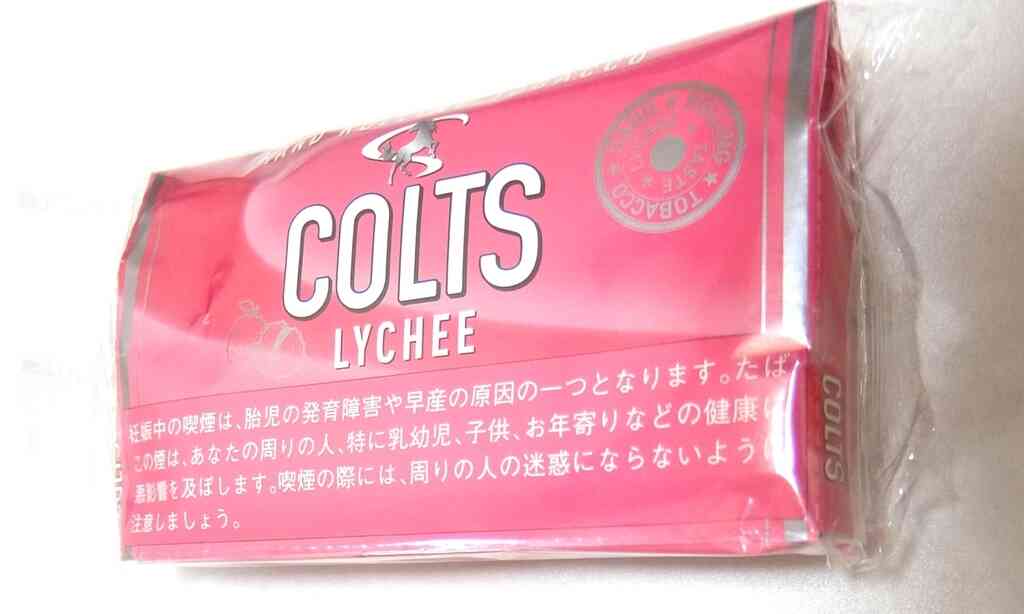 HAND ROLLING TOBACCO
COLTS
LYCHEE
HAND ★ ROLLING ★ TOBACCO ★
TASTE
妊娠中の喫煙は、胎児の発育障害や早産の原因の一つとなります。たば
この煙は、あなたの周りの人、特に乳幼児、子供、お年寄りなどの健康に
悪影響を及ぼします。喫煙の際には、周りの人の迷惑にならないよう
注意しましょう。
COLTS